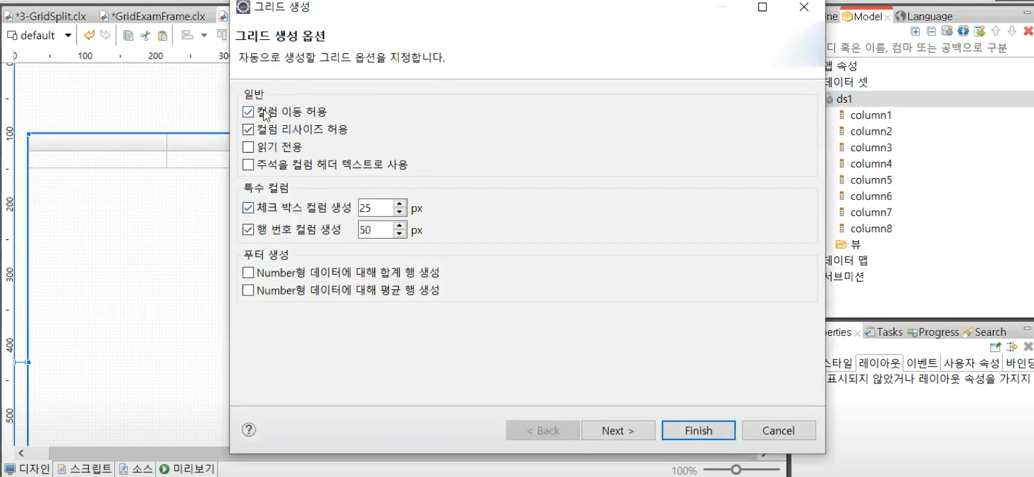 *3-GridSplit.clx
*GridExamFrame.clx
default
0 100 200 30
0
100
200
300
400
500
디자인 스크립트 소스 미리보기
그리드 생성
그리드 생성 옵션
자동으로 생성할 그리드 옵션을 지정합니다.
일반
컬럼 이동 허용
컬럼 리사이즈 허용
읽기 전용
주석을 컬럼 헤더 텍스트로 사용
특수 컬럼
체크 박스 컬럼 생성 25 px
행 번호 컬럼 생성 50 px
푸터 생성
Number형 데이터에 대해 합계 행 생성
Number형 데이터에 대해 평균 행 생성
< Back Next > Finish Cancel
100%
ne Model Language
디 혹은 이름, 컴마 또는 공백으로 구분
앱 속성
데이터 셋
ds1
column1
column2
column3
column4
column5
column6
column7
column8
뷰
데이터 맵
서브미션
erties Tasks Progress Search
스타일 레이아웃 이벤트 사용자 속성 바인딩
표시되지 않았거나 레이아웃 속성을 가지지